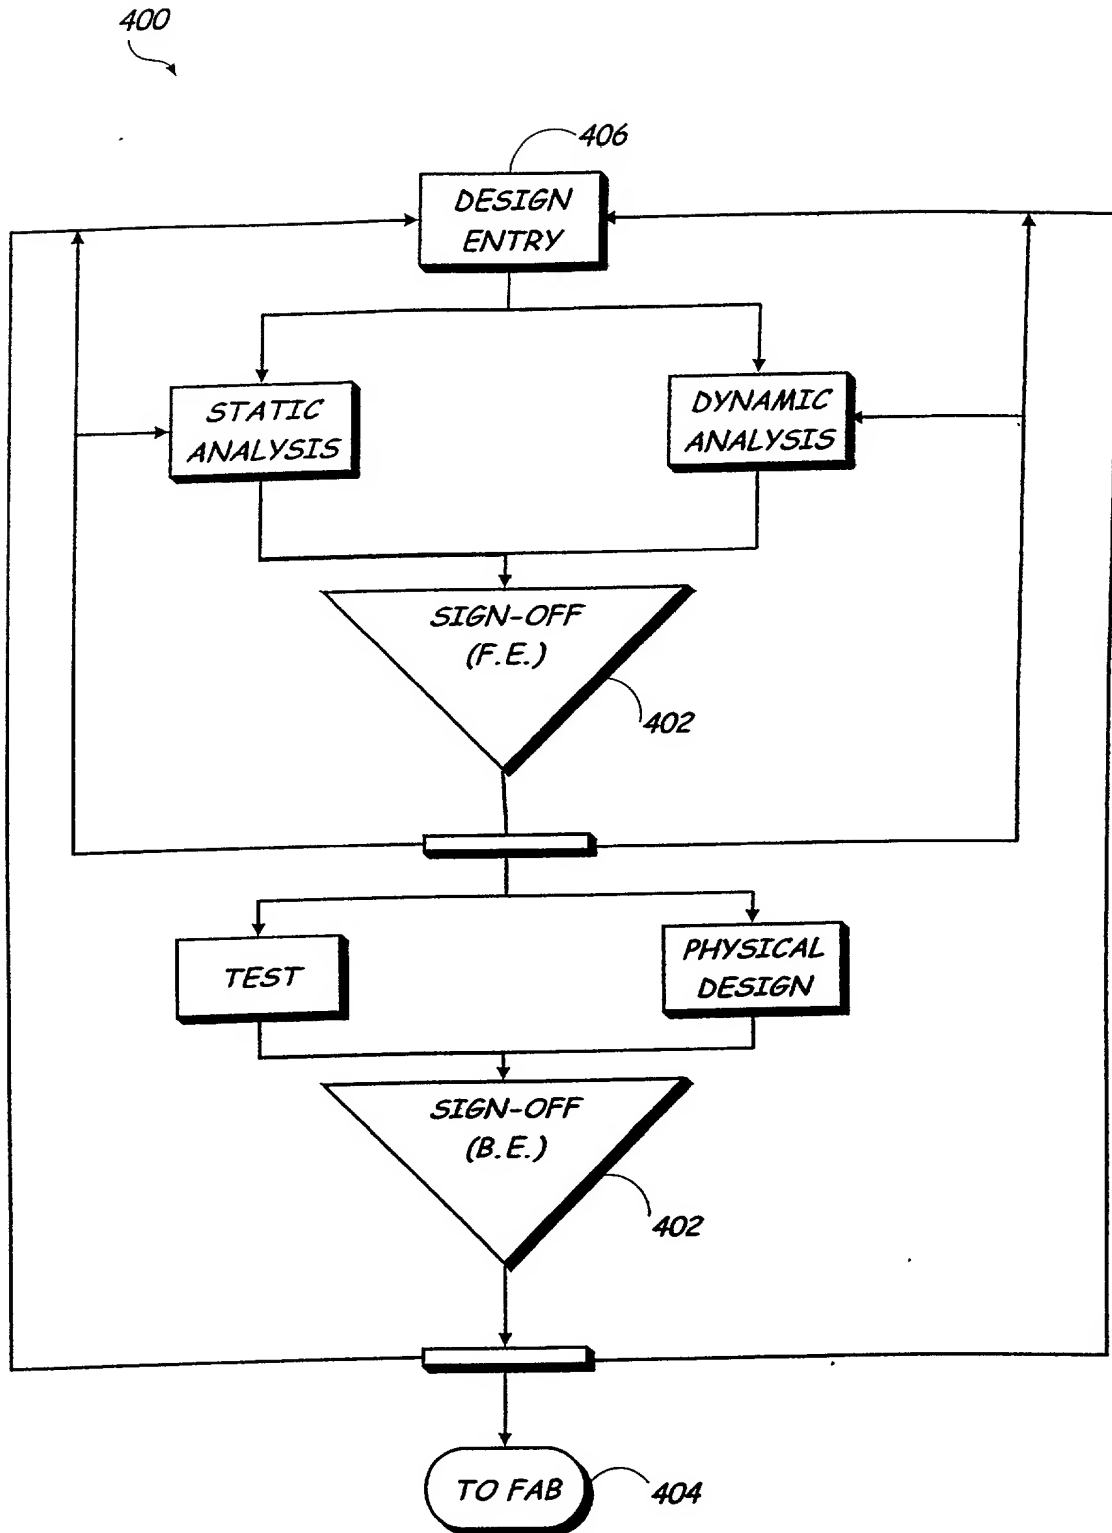 400
406
DESIGN
ENTRY
STATIC
ANALYSIS
DYNAMIC
ANALYSIS
SIGN-OFF
(F.E.)
402
TEST
PHYSICAL
DESIGN
SIGN-OFF
(B.E.)
402
TO FAB
404